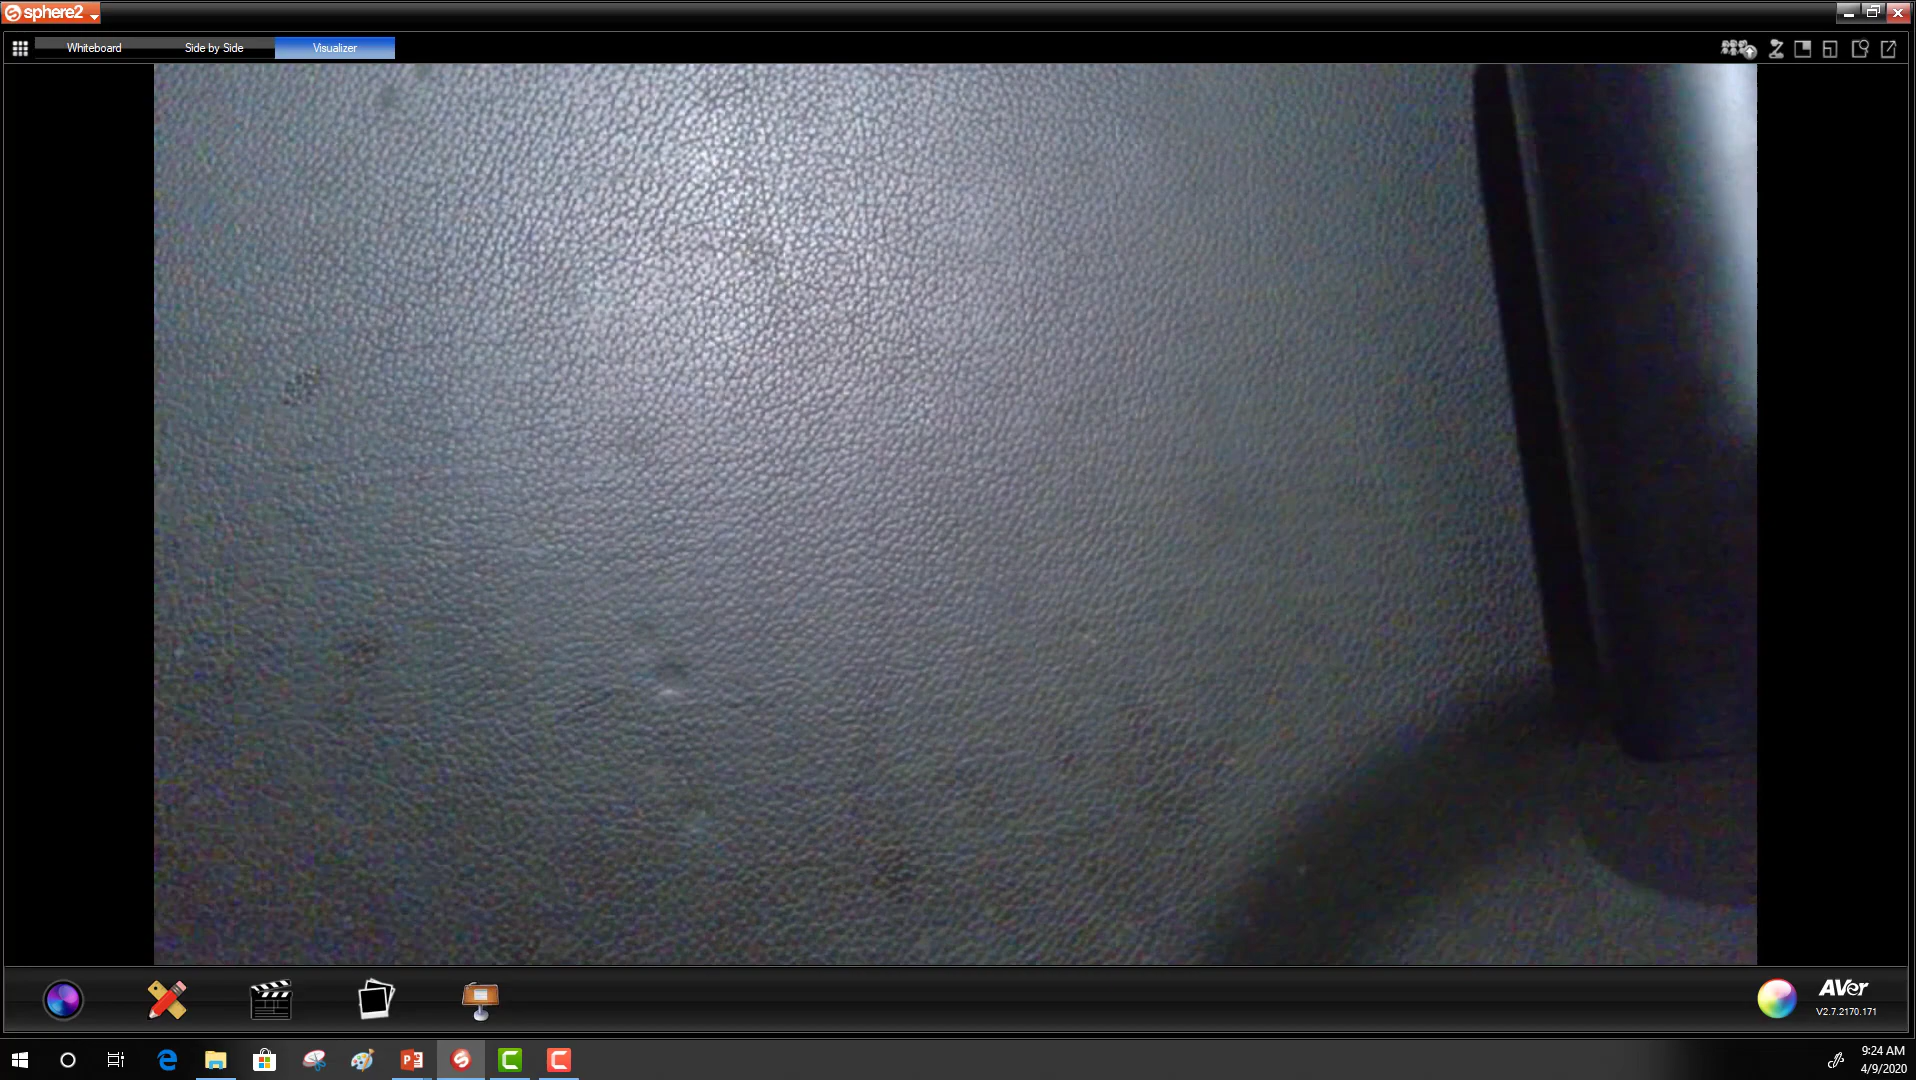 sphere2
Whiteboard
Side by Side
Visualizer
AVer
V2.7.2170.171
9:24 AM
4/9/2020